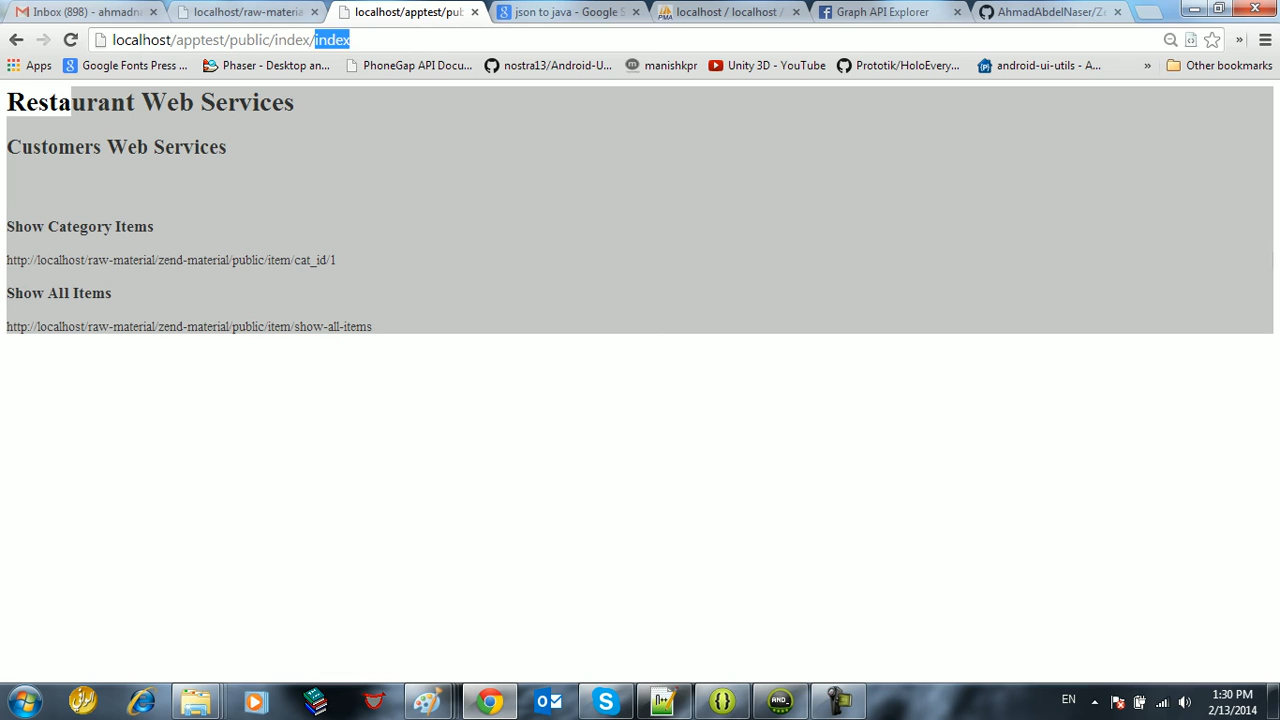 Inbox (898) - ahmadna
localhost/raw-materia
localhost/apptest/pub
json to java - Google S
localhost / localhost /
Graph API Explorer
AhmadAbdelNaser/Ze
localhost/apptest/public/index/index
Apps
Google Fonts Press ...
Phaser - Desktop an...
PhoneGap API Docu...
nostra13/Android-U...
manishkpr
Unity 3D - YouTube
Prototik/HoloEvery...
android-ui-utils - A...
»
Other bookmarks
Restaurant Web Services
Customers Web Services
Show Category Items
http://localhost/raw-material/zend-material/public/item/cat_id/1
Show All Items
http://localhost/raw-material/zend-material/public/item/show-all-items
EN
1:30 PM
2/13/2014